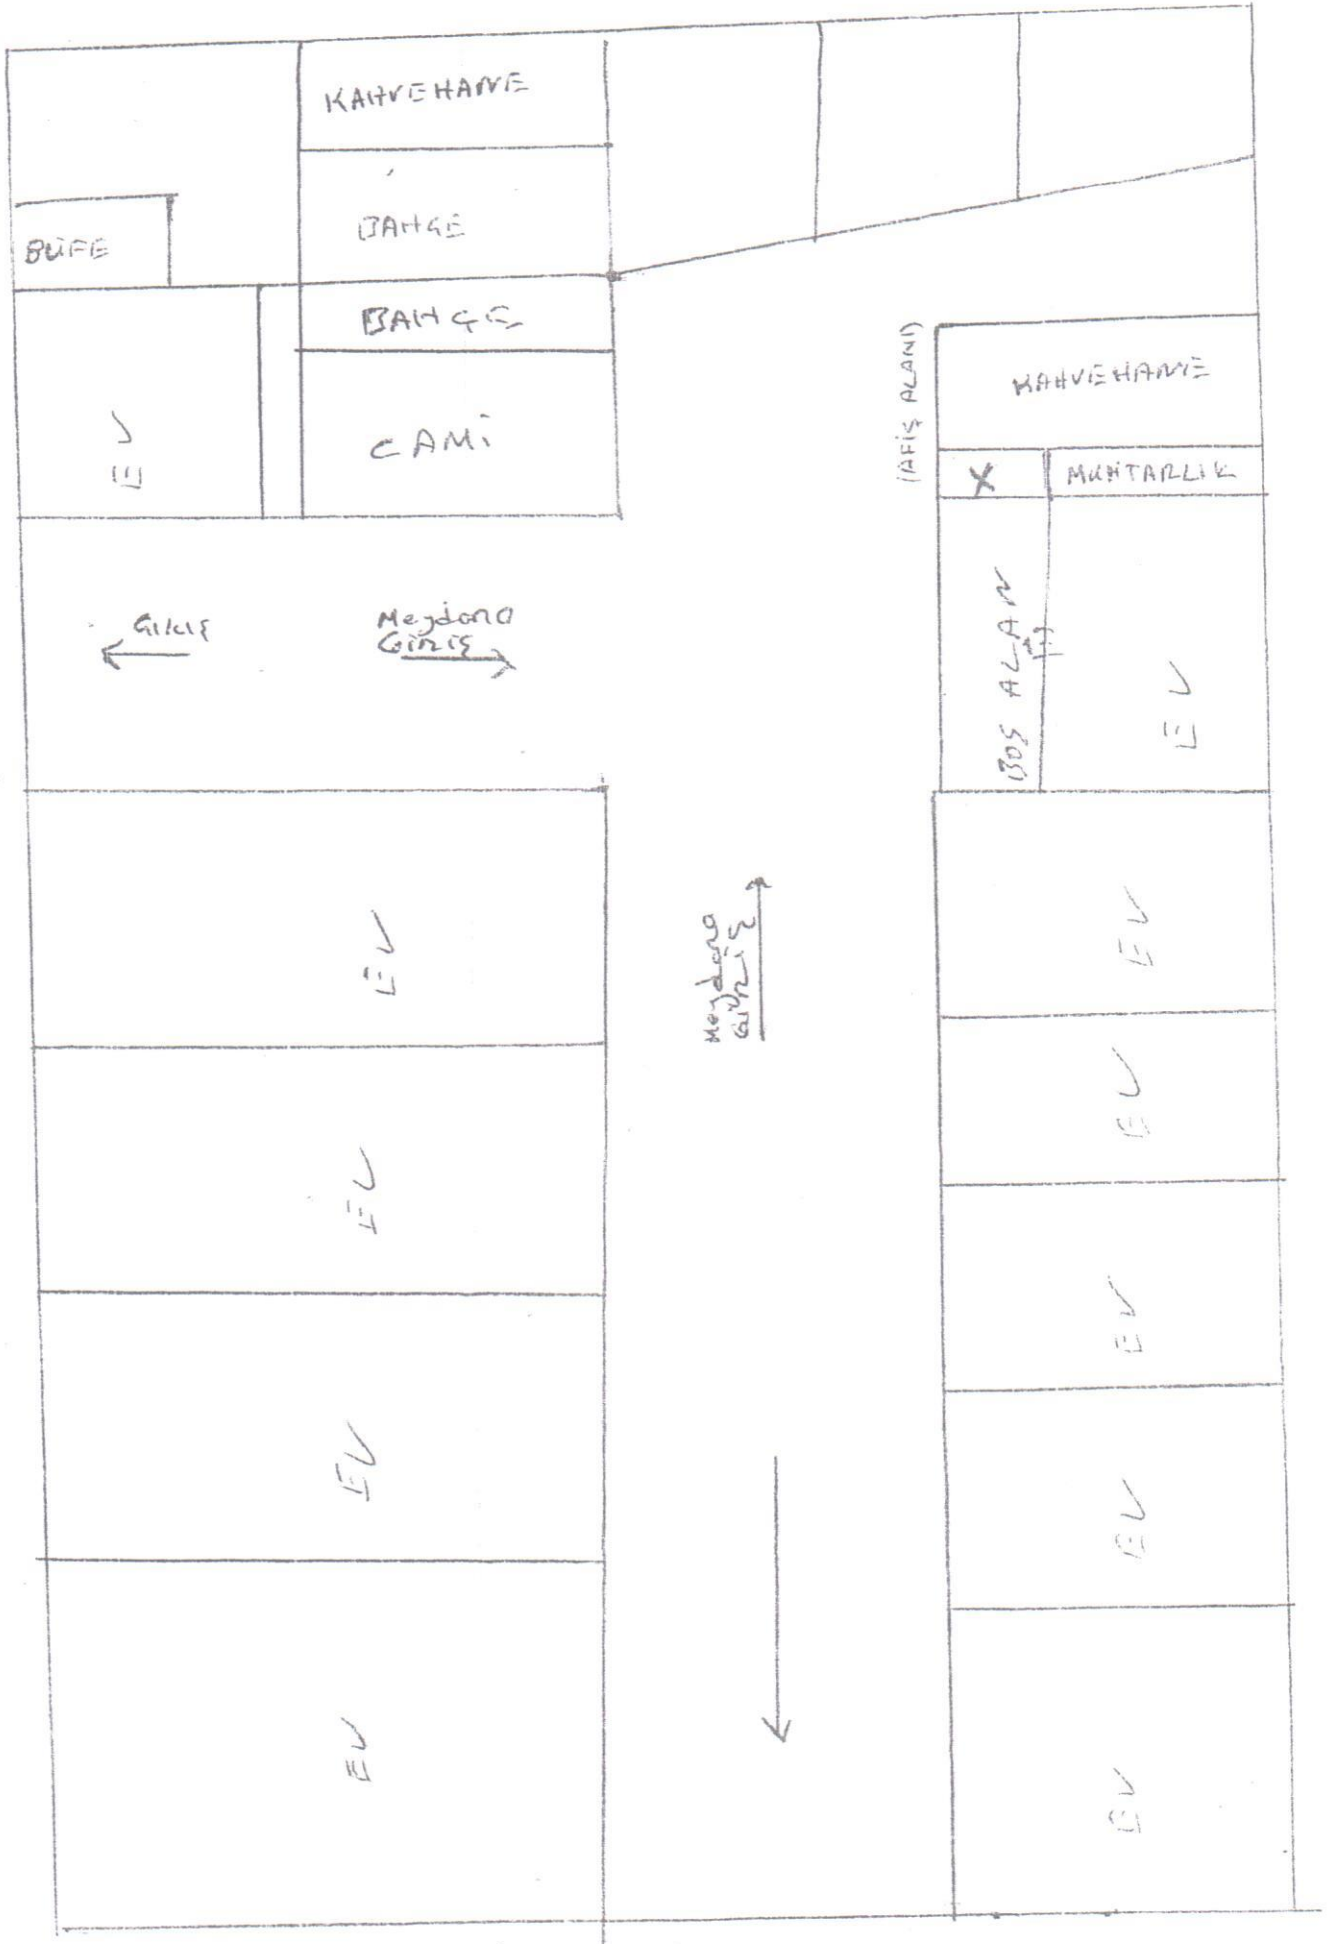 KAHVEHANE
BAHÇE
BÜFE
BAHÇE
CAMİ
EV
(AFİŞ ALANI)
KAHVEHANE
X
MUHTARLIK
ÇIKIŞ
Meydana
Giriş
BOŞ ALAN
EV
EV
Meydana
Giriş
EV
EV
EV
EV
EV
EV
EV
EV